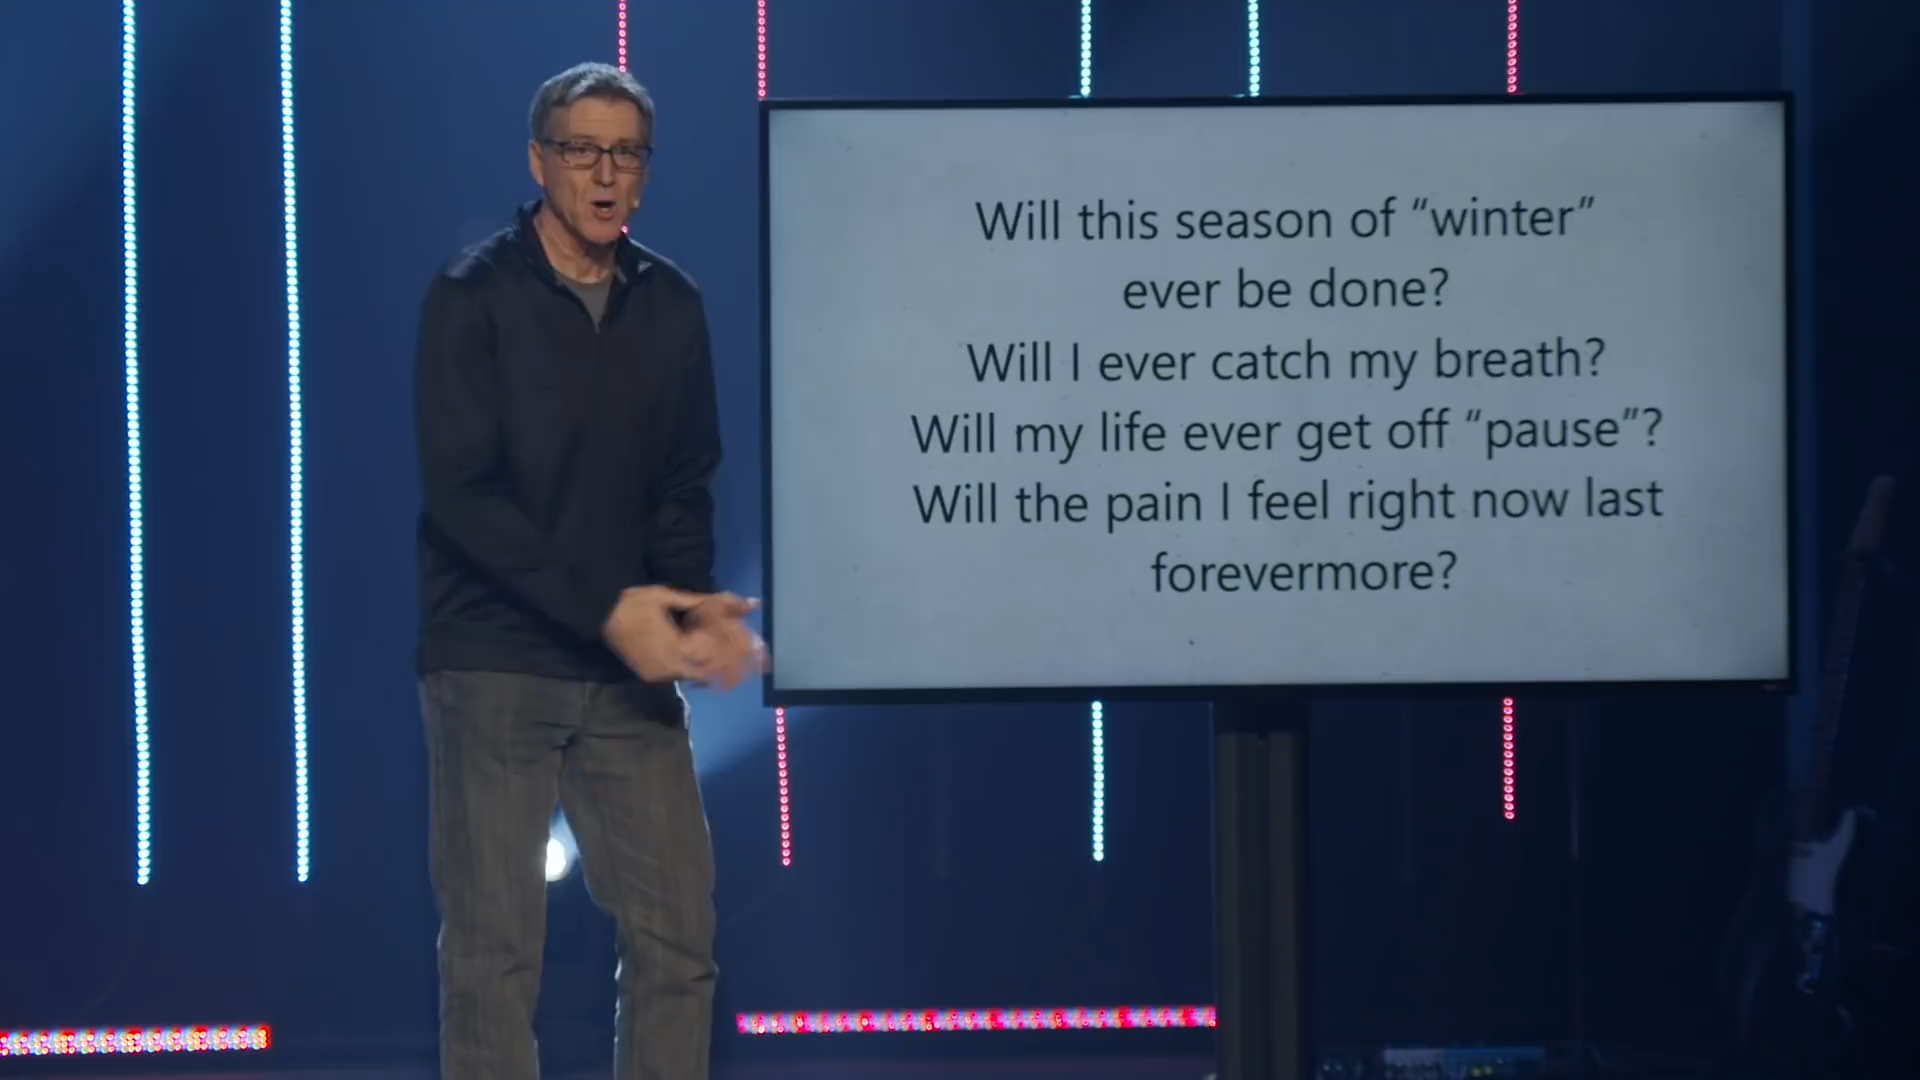 Will this season of “winter”
ever be done?
Will I ever catch my breath?
Will my life ever get off “pause”?
Will the pain I feel right now last
forevermore?